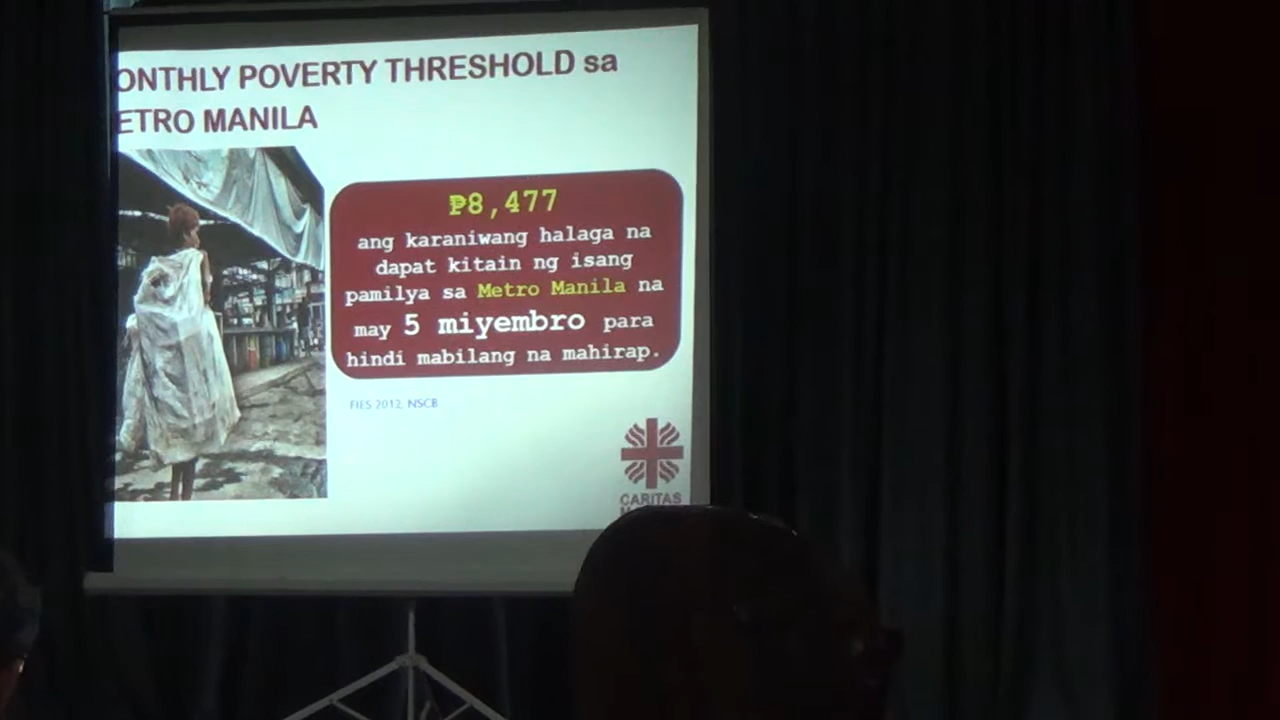 ONTHLY POVERTY THRESHOLD sa
ETRO MANILA
₱8,477
ang karaniwang halaga na
dapat kitain ng isang
pamilya sa Metro Manila na
may 5 miyembro para
hindi mabilang na mahirap.
FIES 2012, NSCB
CARITAS